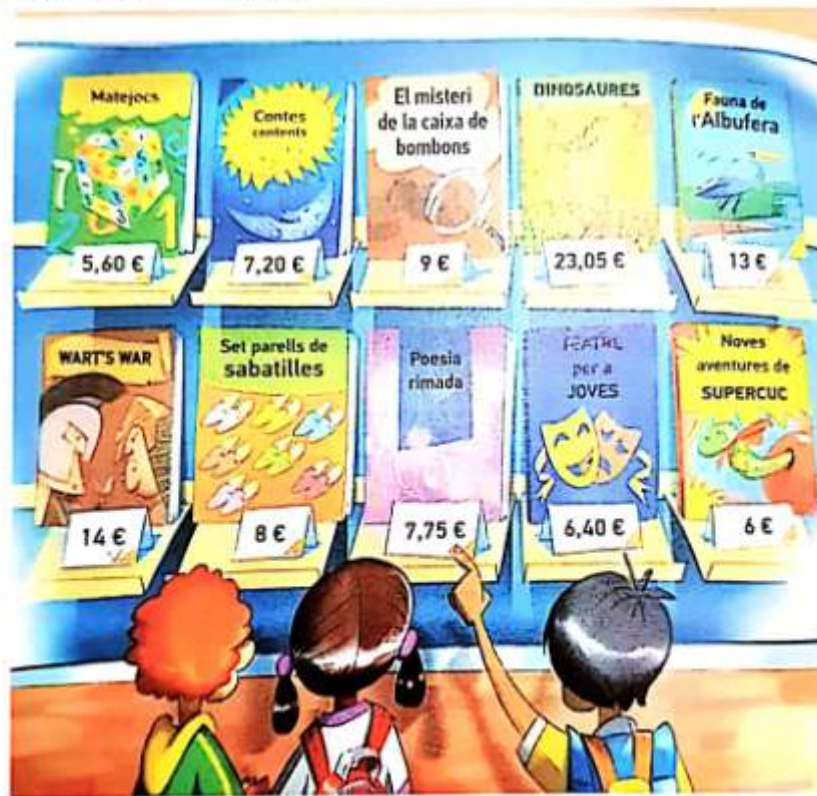 Matejocs
Contes
contents
El misteri
de la caixa de
bombons
DINOSAURES
Fauna de
l'Albufera
5,60 €
7,20 €
9 €
23,05 €
13 €
WART'S WAR
Set parells de
sabatilles
Poesia
rimada
TEATRE
per a
JOVES
Noves
aventures de
SUPERCUC
14 €
8 €
7,75 €
6,40 €
6 €